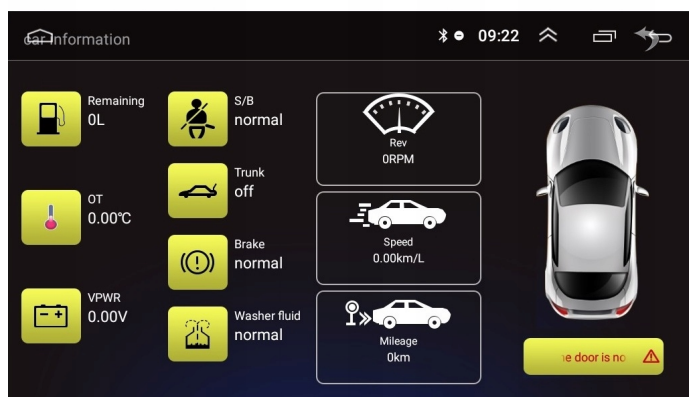 car Information
09:22
Remaining
0L
S/B
normal
Rev
0RPM
Trunk
off
OT
0.00℃
Speed
0.00km/L
Brake
normal
VPWR
0.00V
Washer fluid
normal
Mileage
0km
door is no